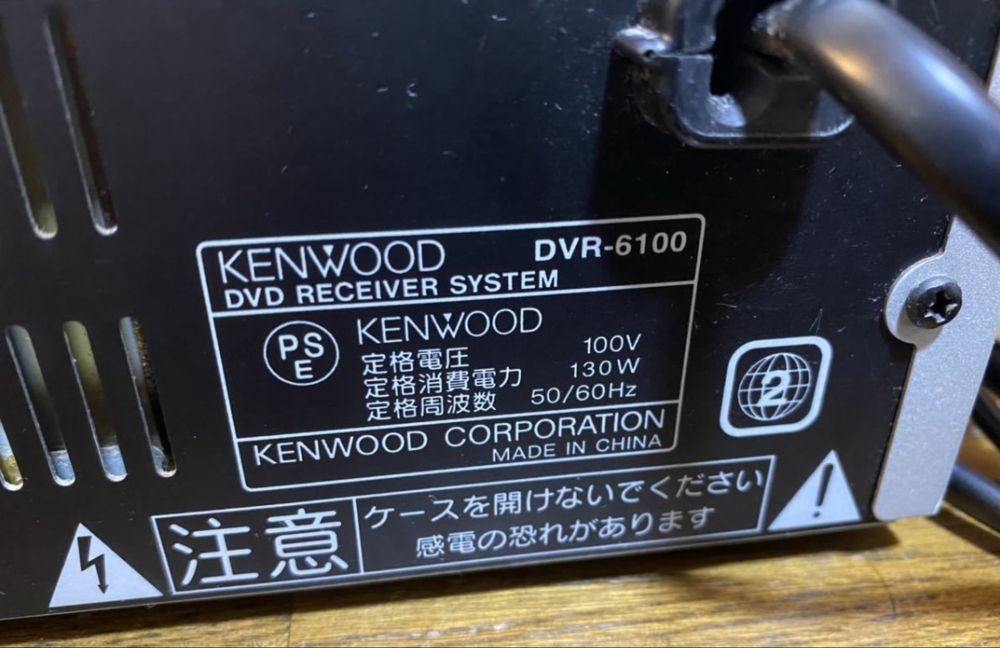 KENWOOD DVR-6100
DVD RECEIVER SYSTEM
PS
E
KENWOOD
定格電圧 100V
定格消費電力 130W
定格周波数 50/60Hz
KENWOOD CORPORATION
MADE IN CHINA
2
注意
ケースを開けないでください
感電の恐れがあります
!